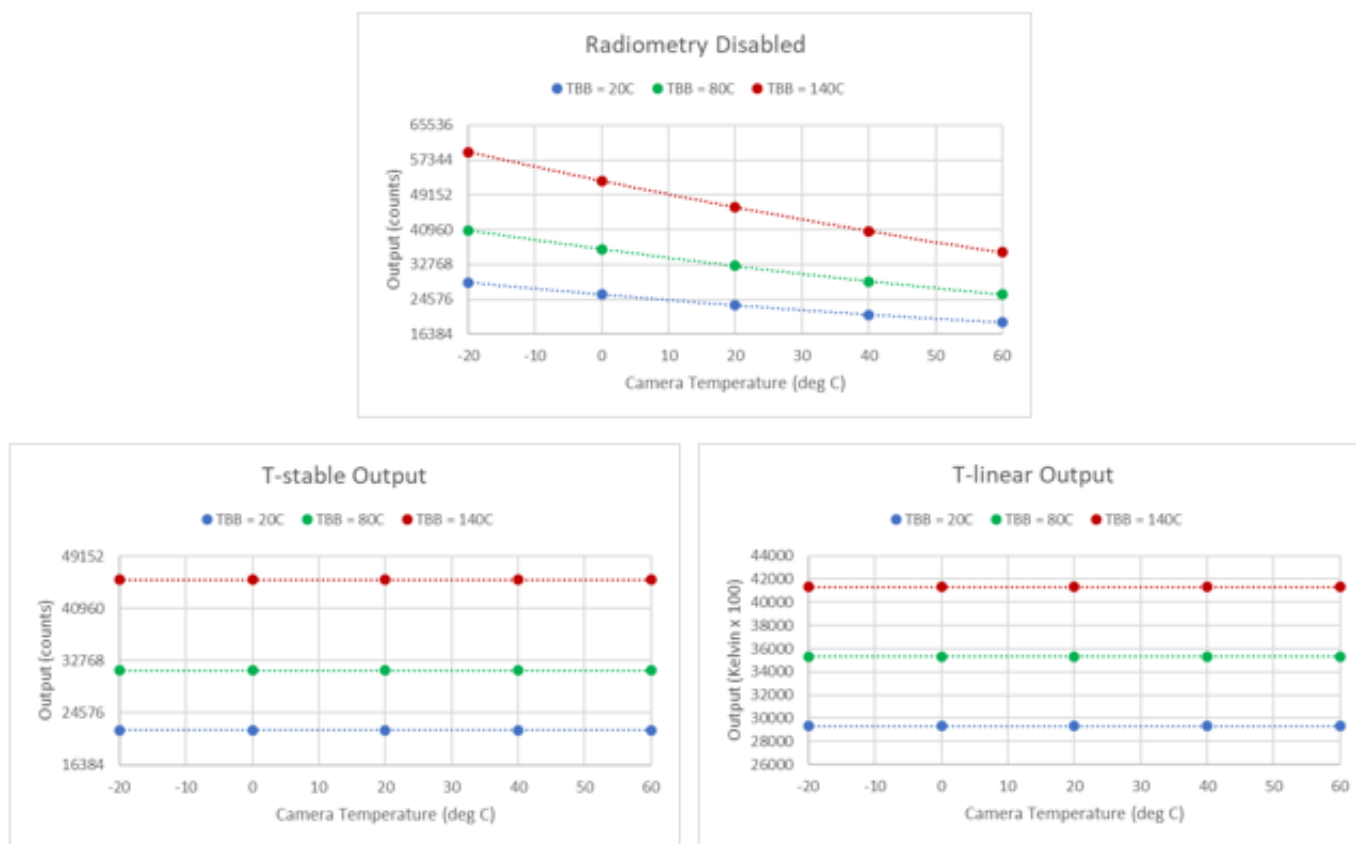 Radiometry Disabled
TBB = 20C TBB = 80C TBB = 140C
65536
57344
49152
40960
32768
24576
16384
Output (counts)
-20 -10 0 10 20 30 40 50 60
Camera Temperature (deg C)
T-stable Output
TBB = 20C TBB = 80C TBB = 140C
49152
40960
32768
24576
16384
Output (counts)
-20 -10 0 10 20 30 40 50 60
Camera Temperature (deg C)
T-linear Output
TBB = 20C TBB = 80C TBB = 140C
44000
42000
40000
38000
36000
34000
32000
30000
28000
26000
Output (Kelvin x 100)
-20 -10 0 10 20 30 40 50 60
Camera Temperature (deg C)